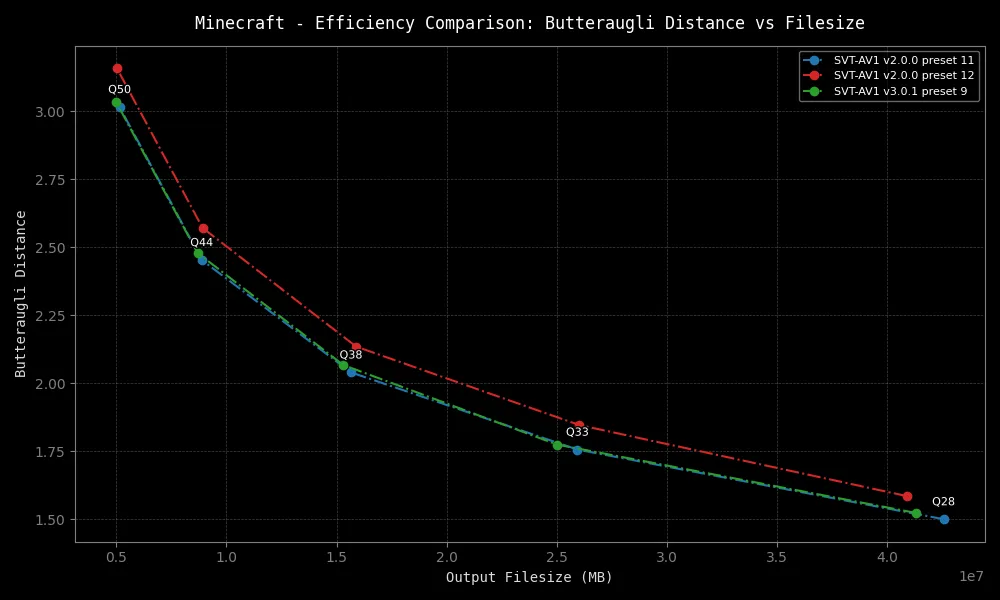 Minecraft - Efficiency Comparison: Butteraugli Distance vs Filesize
SVT-AV1 v2.0.0 preset 11
SVT-AV1 v2.0.0 preset 12
SVT-AV1 v3.0.1 preset 9
Butteraugli Distance
3.00
2.75
2.50
2.25
2.00
1.75
1.50
Q50
Q44
Q38
Q33
Q28
0.5
1.0
1.5
2.0
2.5
3.0
3.5
4.0
1e7
Output Filesize (MB)